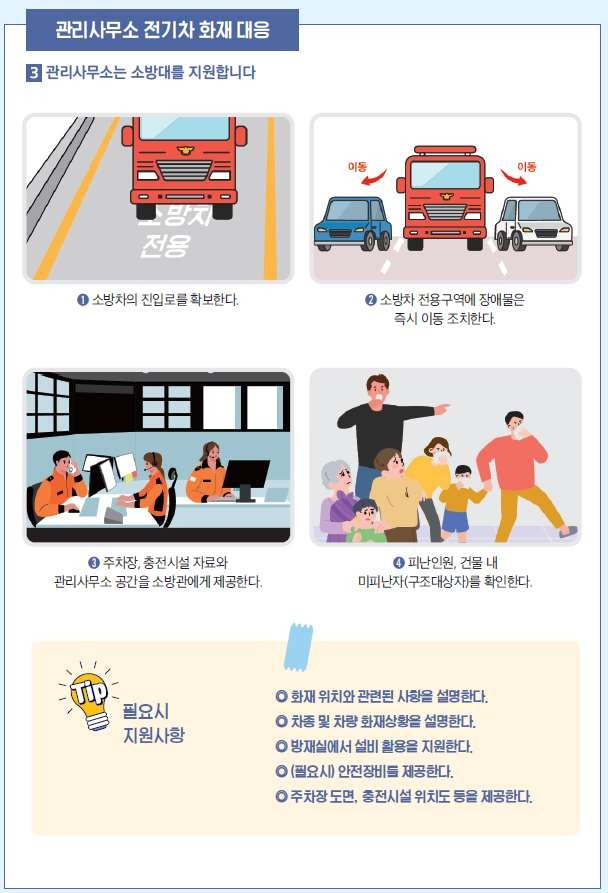 관리사무소 전기차 화재 대응
3 관리사무소는 소방대를 지원합니다
소방차
전용
이동
이동
❶ 소방차의 진입로를 확보한다.
❷ 소방차 전용구역에 장애물은
즉시 이동 조치한다.
❸ 주차장, 충전시설 자료와
관리사무소 공간을 소방관에게 제공한다.
❹ 피난인원, 건물 내
미피난자(구조대상자)를 확인한다.
Tip
필요시
지원사항
◎ 화재 위치와 관련된 사항을 설명한다.
◎ 차종 및 차량 화재상황을 설명한다.
◎ 방재실에서 설비 활용을 지원한다.
◎ (필요시) 안전장비를 제공한다.
◎ 주차장 도면, 충전시설 위치도 등을 제공한다.